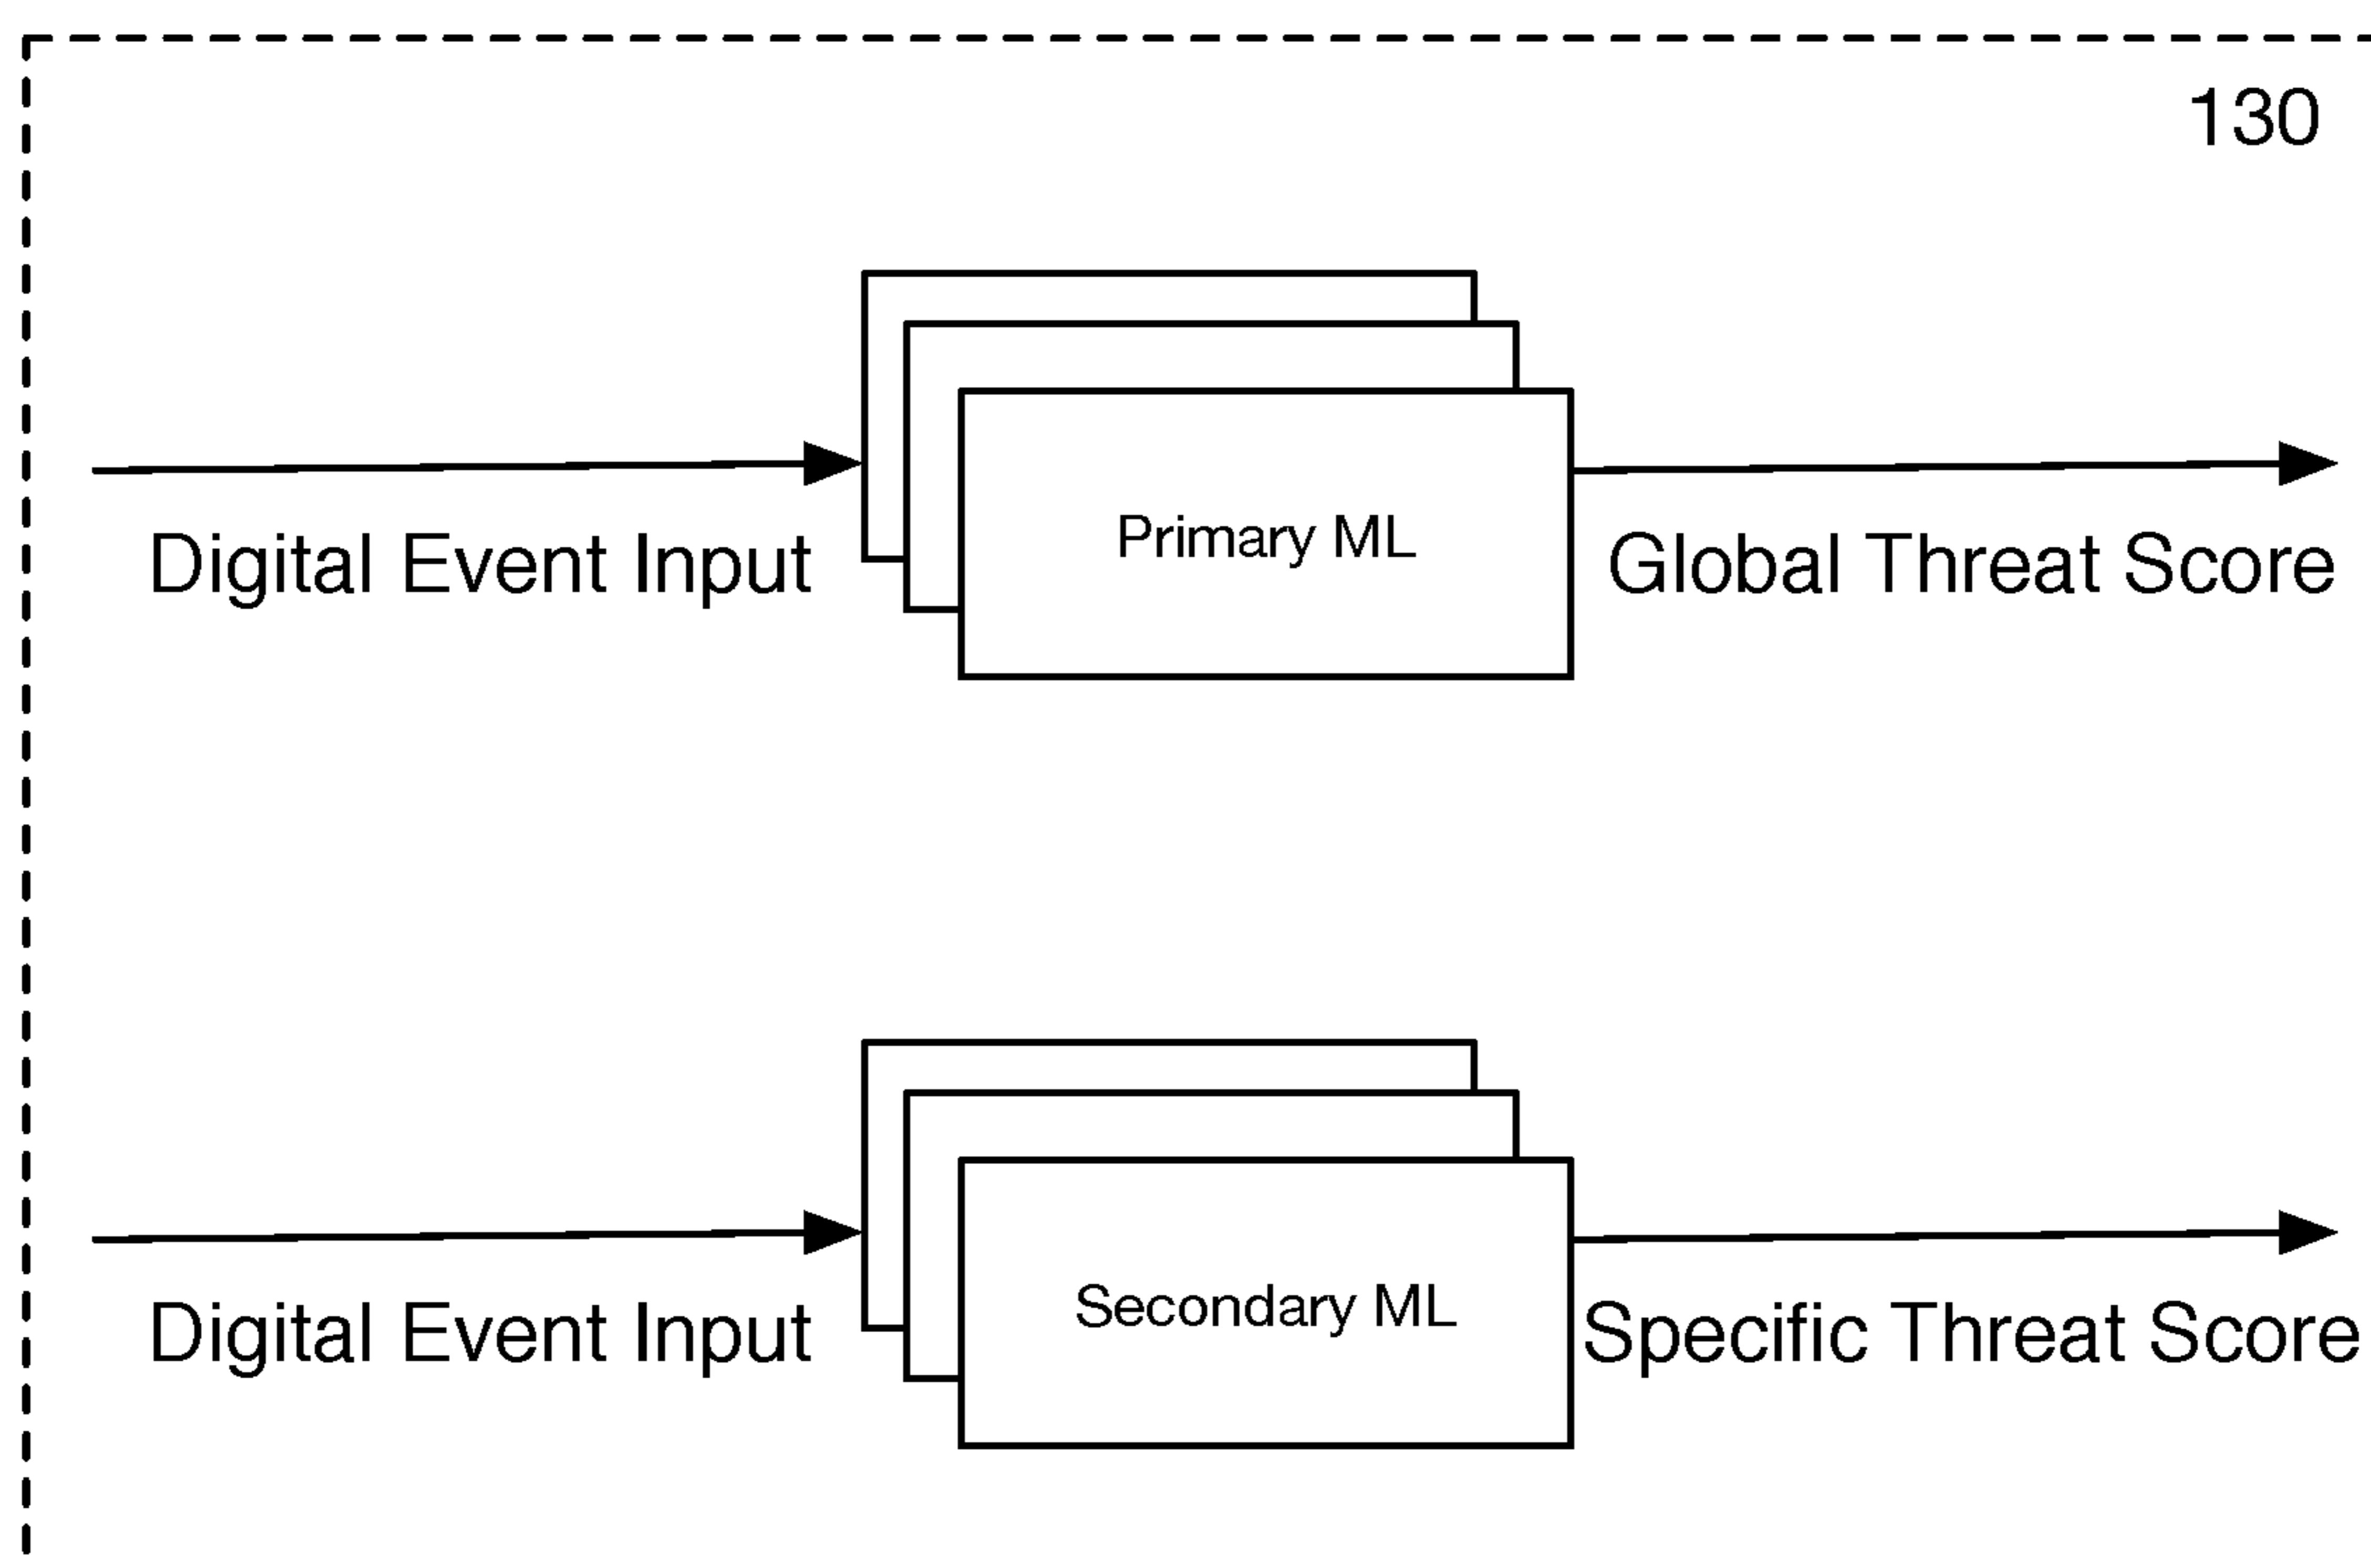 130
Primary ML
Digital Event Input
Global Threat Score
Secondary ML
Digital Event Input
Specific Threat Score